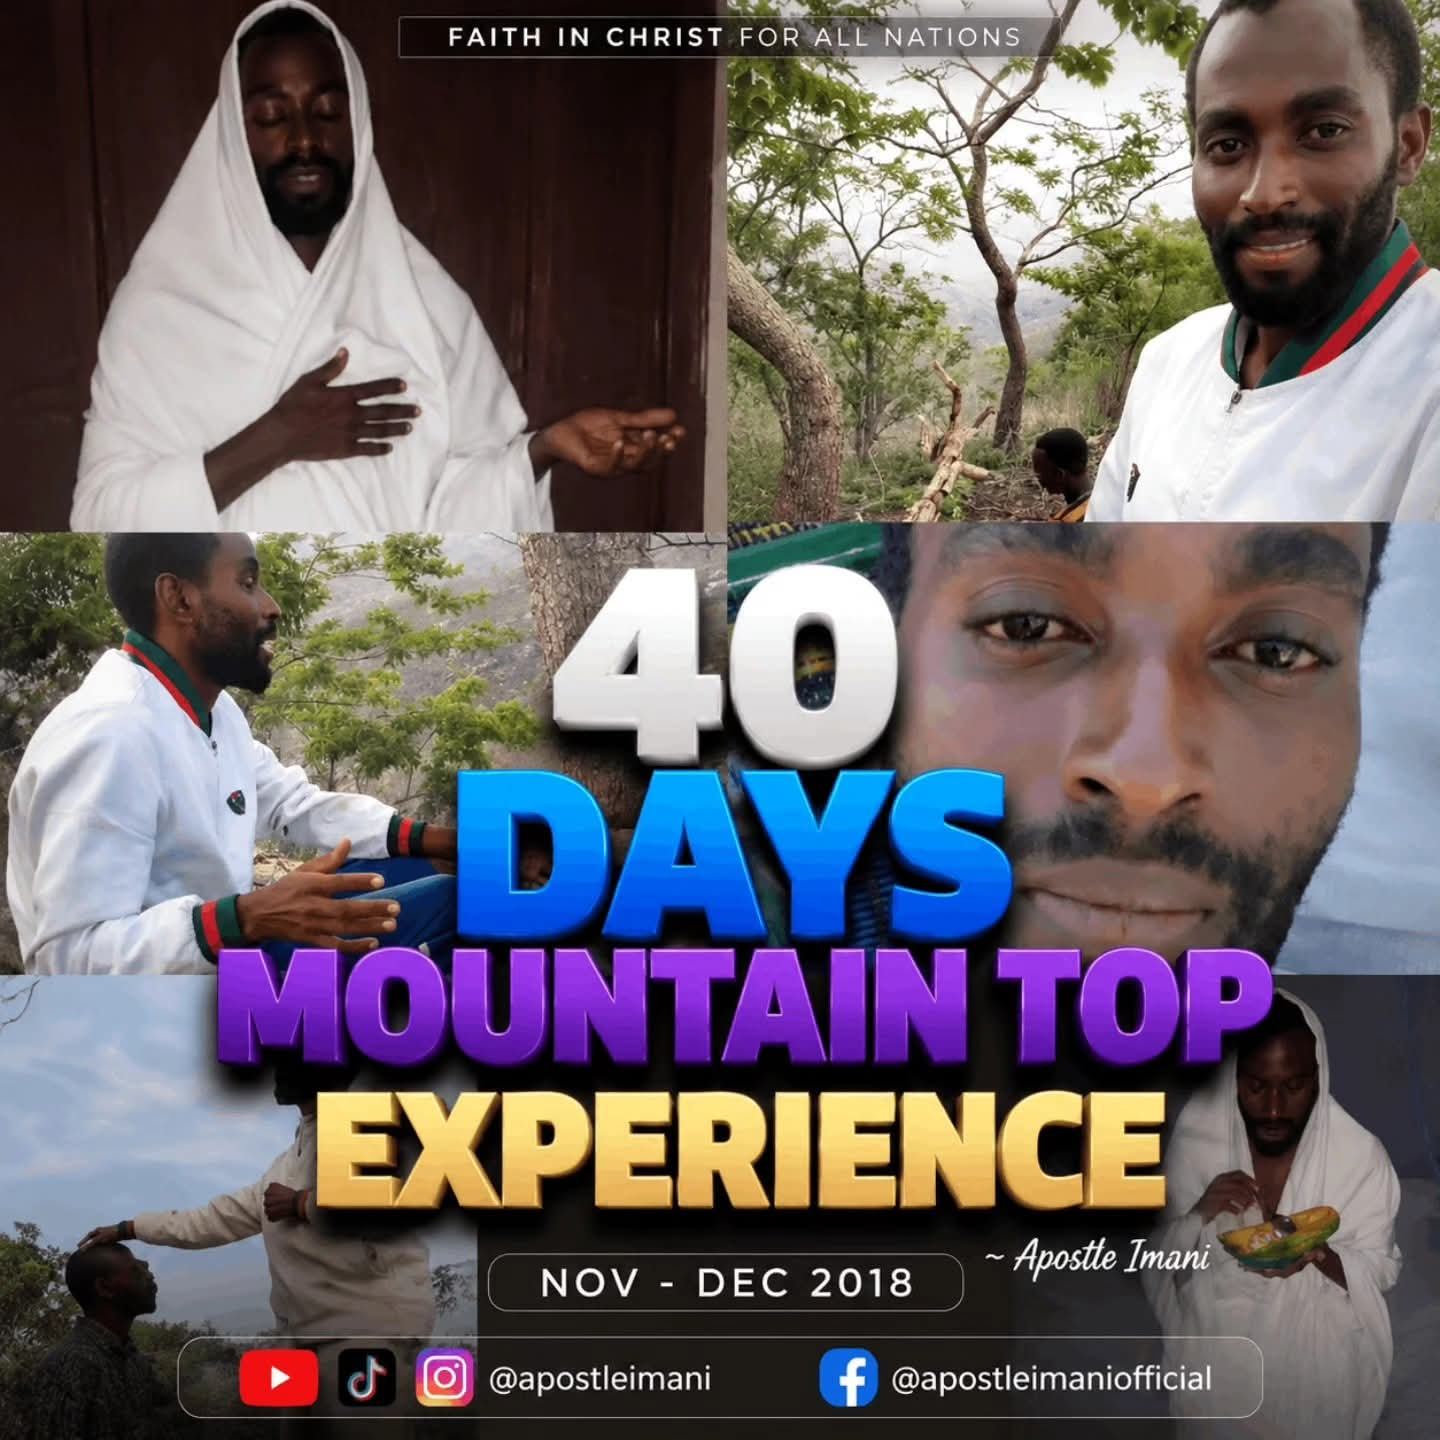 FAITH IN CHRIST FOR ALL NATIONS
40
DAYS
MOUNTAIN TOP
EXPERIENCE
~ Apostle Imani
NOV - DEC 2018
@apostleimani
@apostleimaniofficial